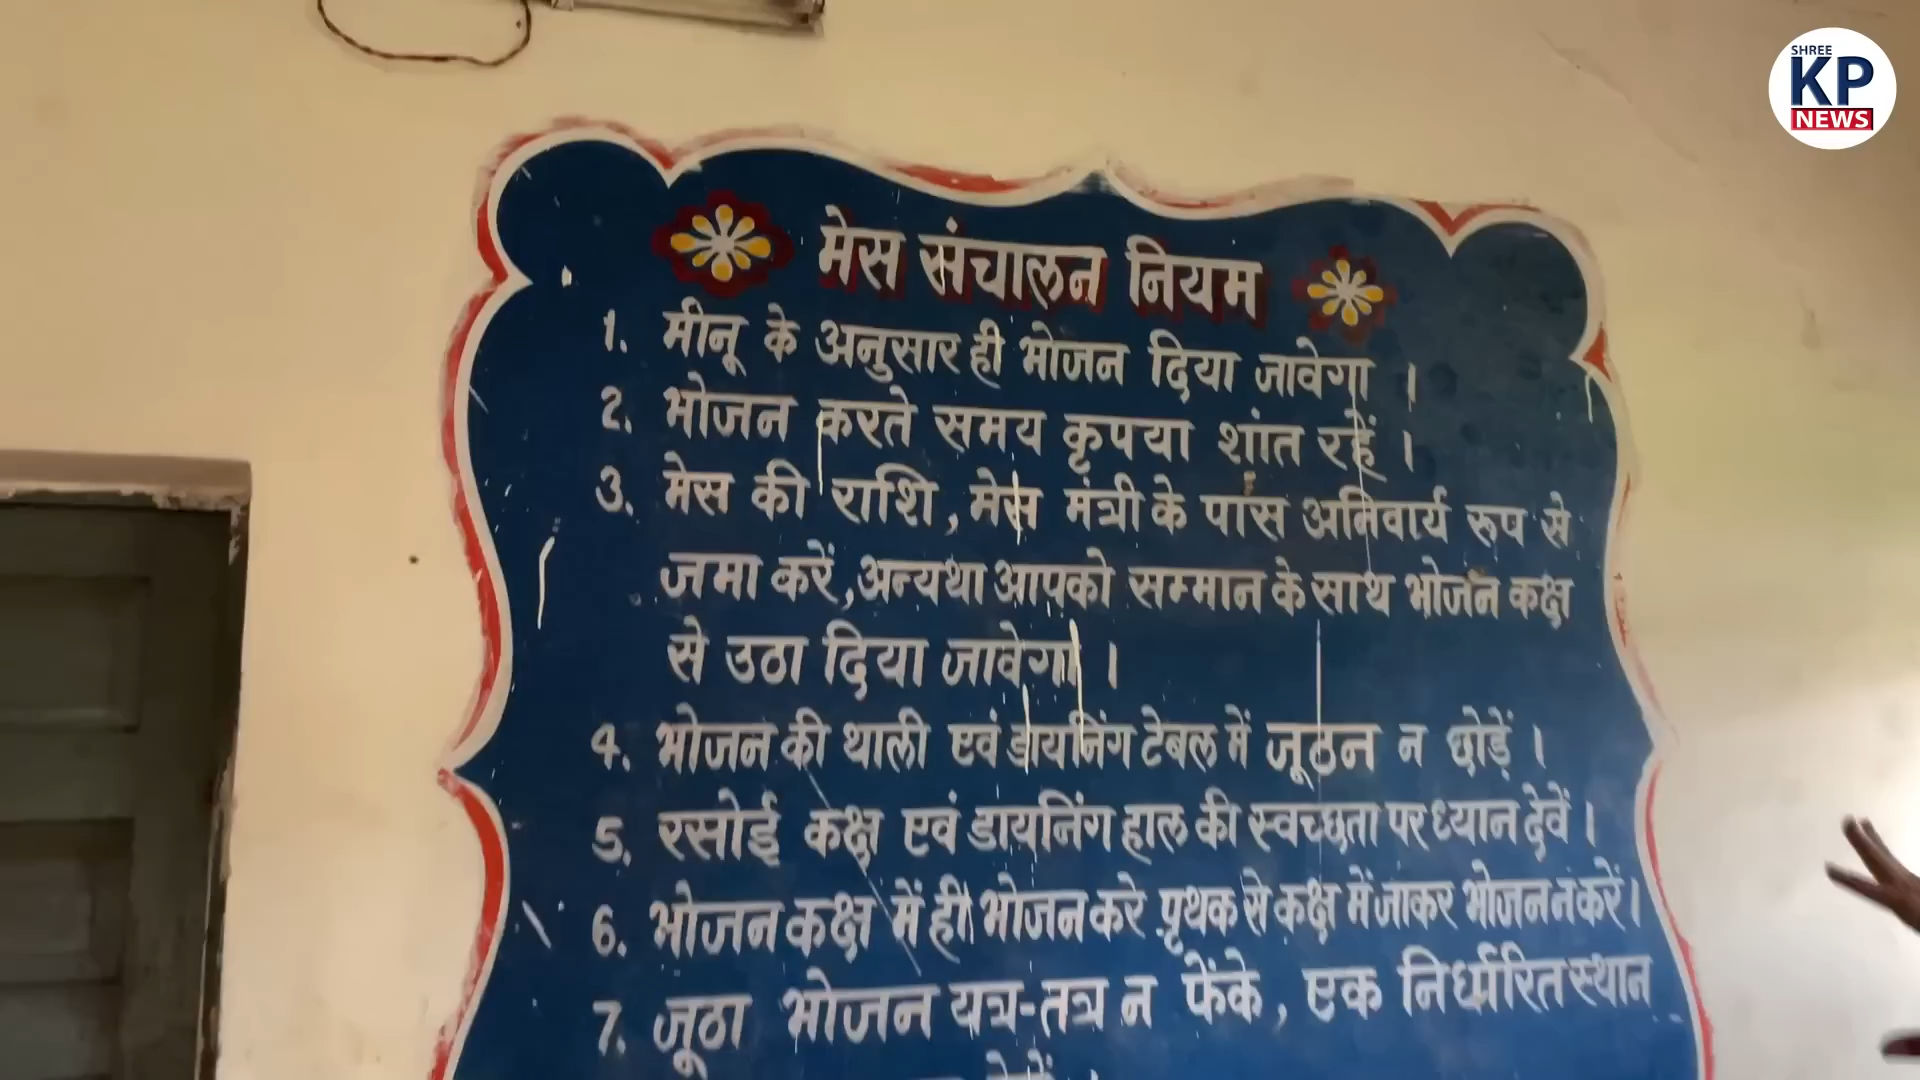 SHREE
KP
NEWS
मेस संचालन नियम
1. मीनू के अनुसार ही भोजन दिया जावेगा ।
2. भोजन करते समय कृपया शांत रहें ।
3. मेस की राशि, मेस मंत्री के पास अनिवार्य रूप से
जमा करें, अन्यथा आपको सम्मान के साथ भोजन कक्ष
से उठा दिया जावेगा ।
4. भोजन की थाली एवं डायनिंग टेबल में जूठन न छोड़ें ।
5. रसोई कक्ष एवं डायनिंग हाल की स्वच्छता पर ध्यान देवें ।
6. भोजन कक्ष में ही भोजन करे पृथक से कक्ष में जाकर भोजन न करें।
7. जूठा भोजन यत्र-तत्र न फेंके, एक निर्धारित स्थान